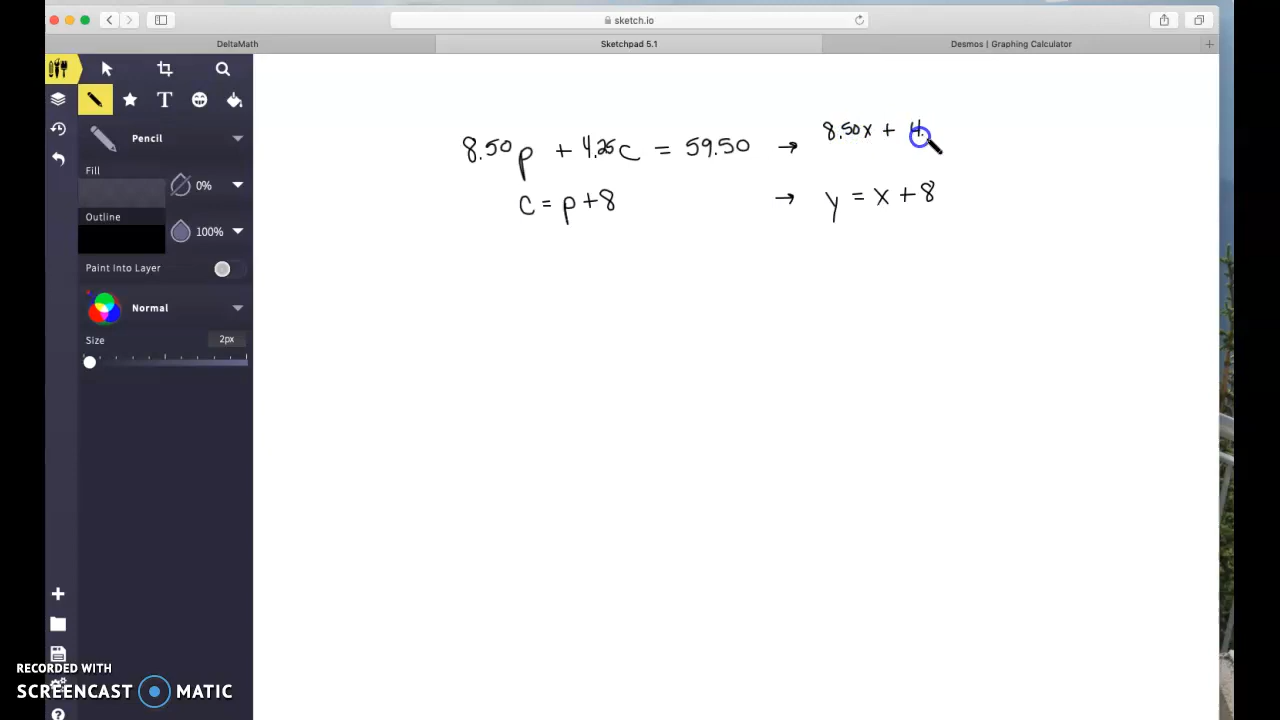 sketch.io
DeltaMath
Sketchpad 5.1
Desmos | Graphing Calculator
Pencil
Fill
0%
Outline
100%
Paint Into Layer
Normal
Size
2px
8.50p + 4.25c = 59.50 → 8.50x + 4.
c = p + 8 → y = x + 8
RECORDED WITH
SCREENCAST MATIC